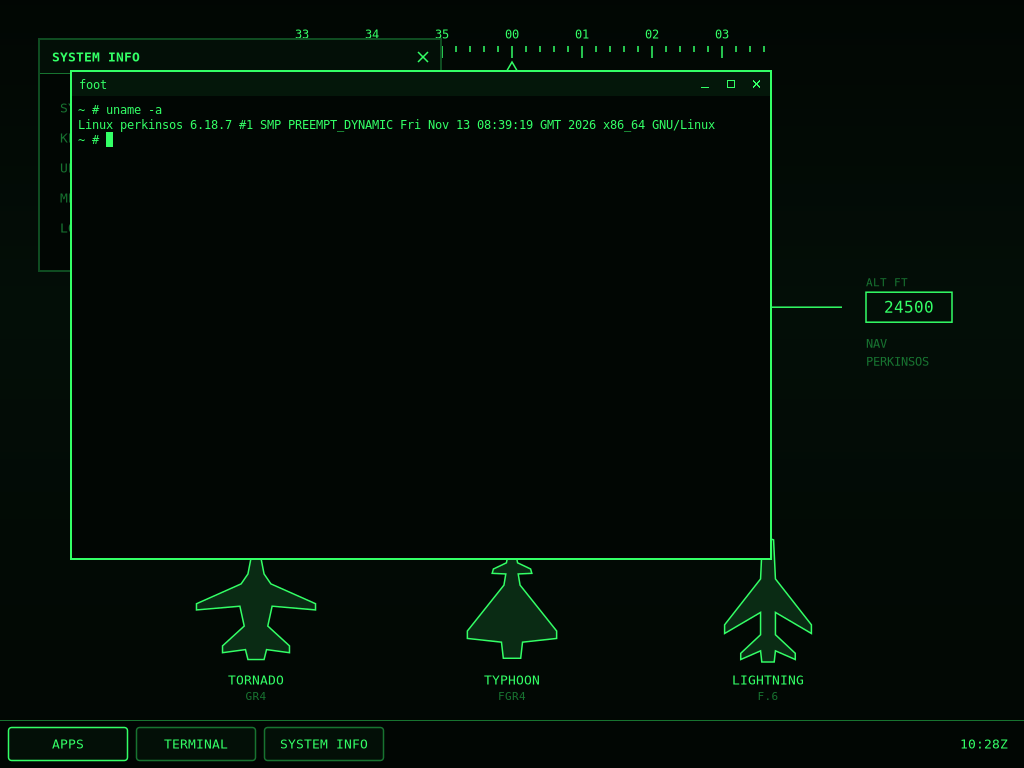 33 34 35 00 01 02 03
SYSTEM INFO
foot
~ # uname -a
Linux perkinsos 6.18.7 #1 SMP PREEMPT_DYNAMIC Fri Nov 13 08:39:19 GMT 2026 x86_64 GNU/Linux
~ #
ALT FT
24500
NAV
PERKINSOS
TORNADO TYPHOON LIGHTNING
GR4 FGR4 F.6
APPS TERMINAL SYSTEM INFO 10:28Z